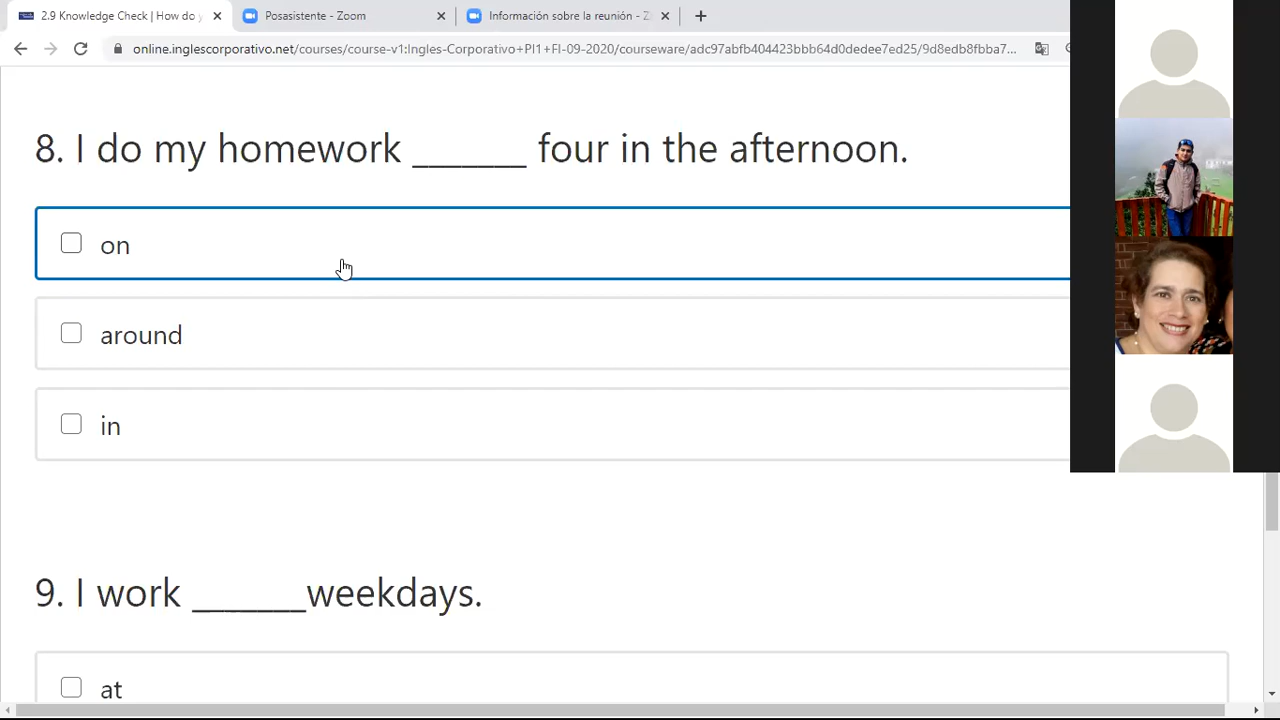 2.9 Knowledge Check | How do y
Posasistente - Zoom
Información sobre la reunión - Z
online.inglescorporativo.net/courses/course-v1:Ingles-Corporativo+PI1+FI-09-2020/courseware/adc97abfb404423bbb64d0dedee7ed25/9d8edb8fbba7...
8. I do my homework _______ four in the afternoon.
on
around
in
9. I work _______weekdays.
at